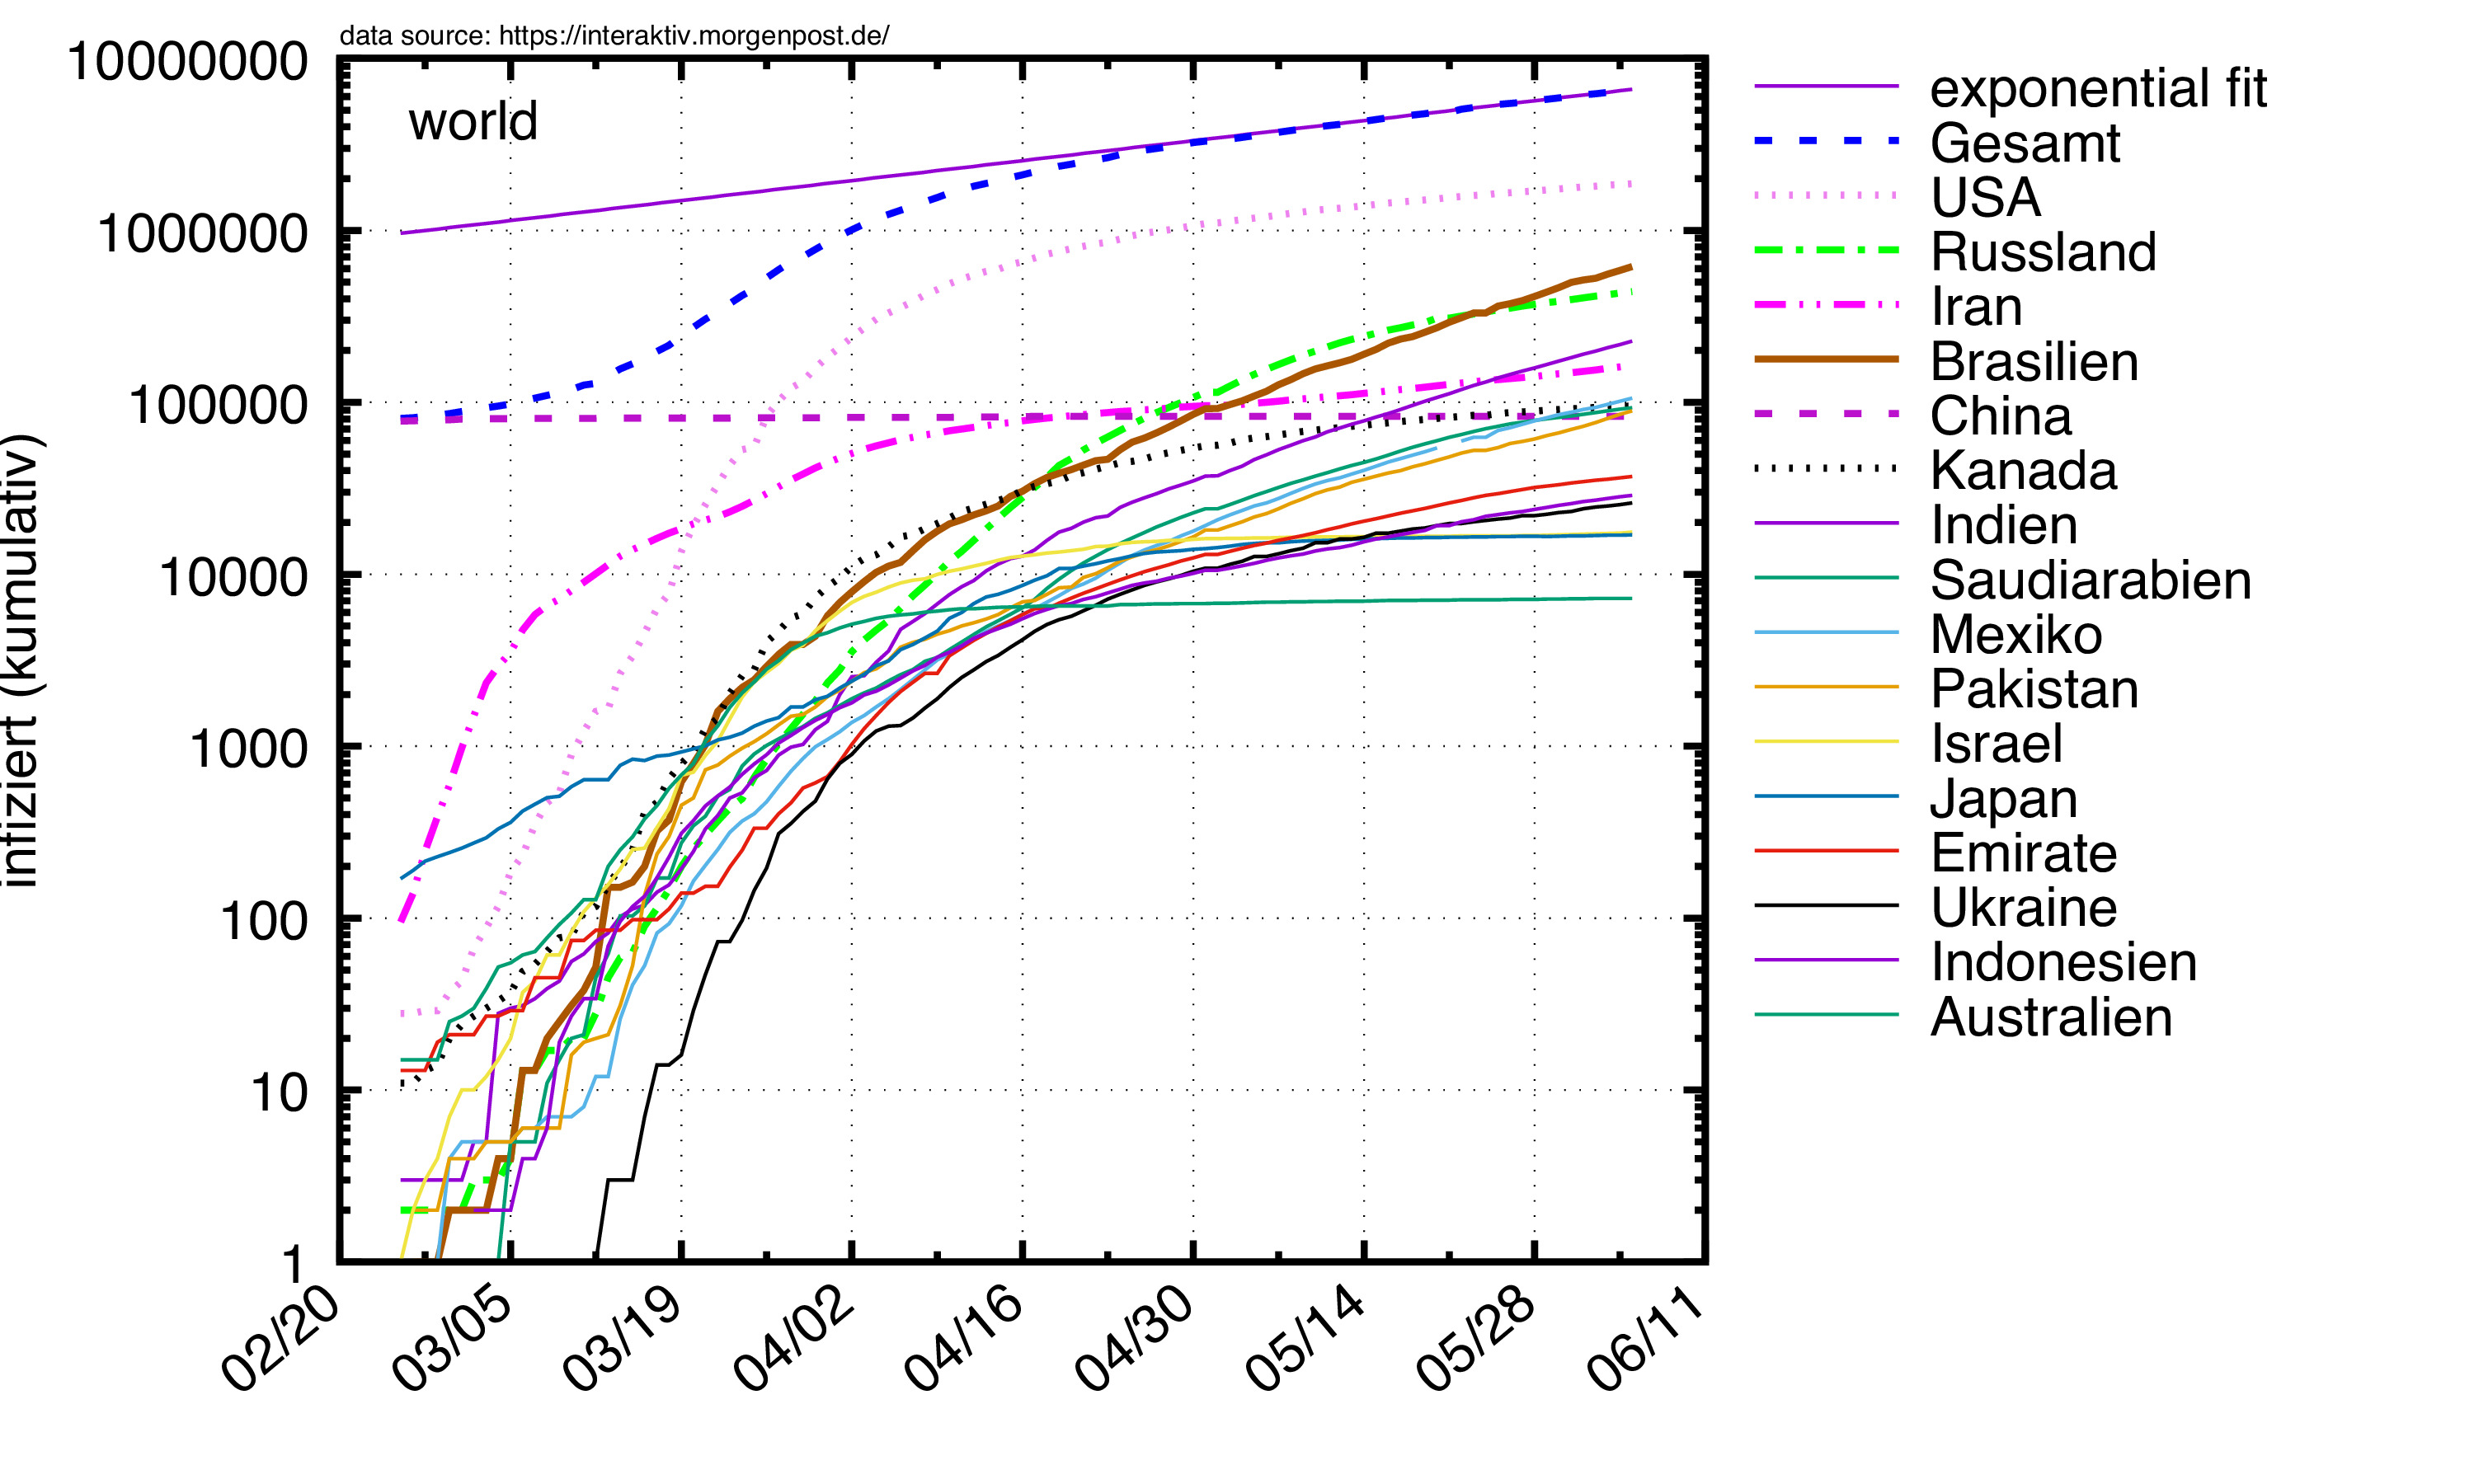 data source: https://interaktiv.morgenpost.de/
world
infiziert (kumulativ)
10000000
1000000
100000
10000
1000
100
10
1
02/20
03/05
03/19
04/02
04/16
04/30
05/14
05/28
06/11
exponential fit
Gesamt
USA
Russland
Iran
Brasilien
China
Kanada
Indien
Saudiarabien
Mexiko
Pakistan
Israel
Japan
Emirate
Ukraine
Indonesien
Australien